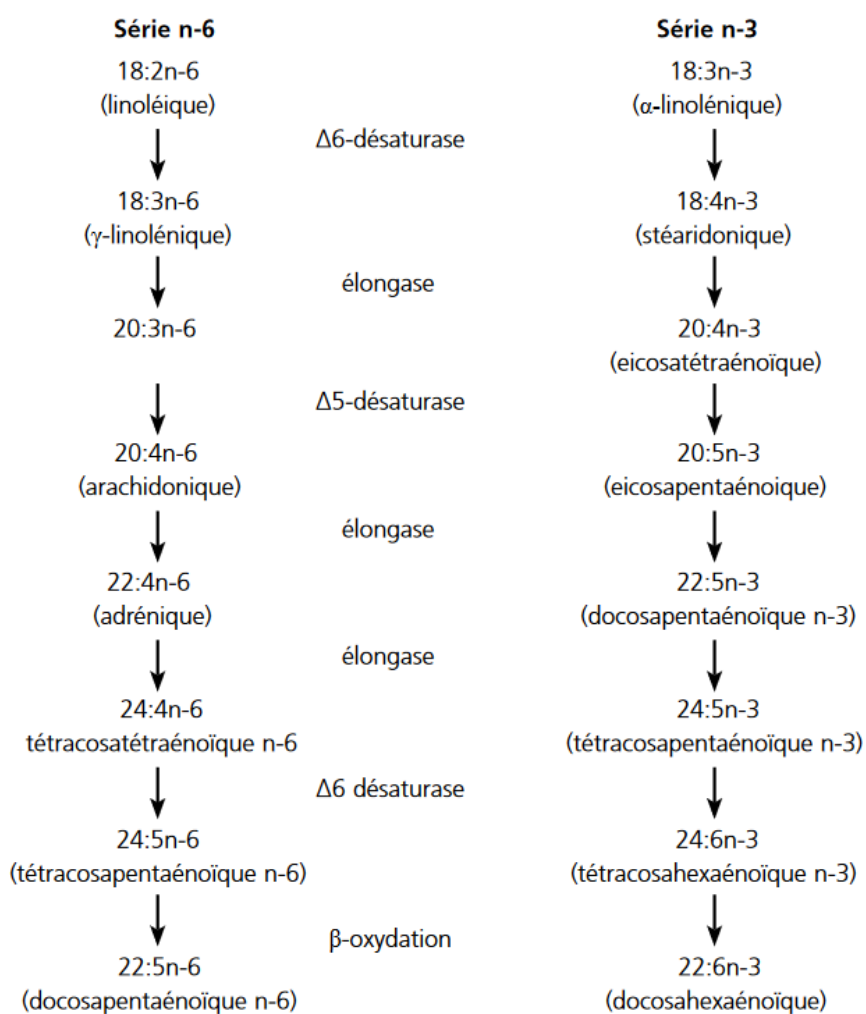 Série n-6
Série n-3
18:2n-6
18:3n-3
(linoléique)
(α-linolénique)
Δ6-désaturase
18:3n-6
18:4n-3
(γ-linolénique)
(stéaridonique)
élongase
20:3n-6
20:4n-3
(eicosatétraénoïque)
Δ5-désaturase
20:4n-6
20:5n-3
(arachidonique)
(eicosapentaénoique)
élongase
22:4n-6
22:5n-3
(adrénique)
(docosapentaénoïque n-3)
élongase
24:4n-6
24:5n-3
tétracosatétraénoïque n-6
(tétracosapentaénoïque n-3)
Δ6 désaturase
24:5n-6
24:6n-3
(tétracosapentaénoïque n-6)
(tétracosahexaénoïque n-3)
β-oxydation
22:5n-6
22:6n-3
(docosapentaénoïque n-6)
(docosahexaénoïque)